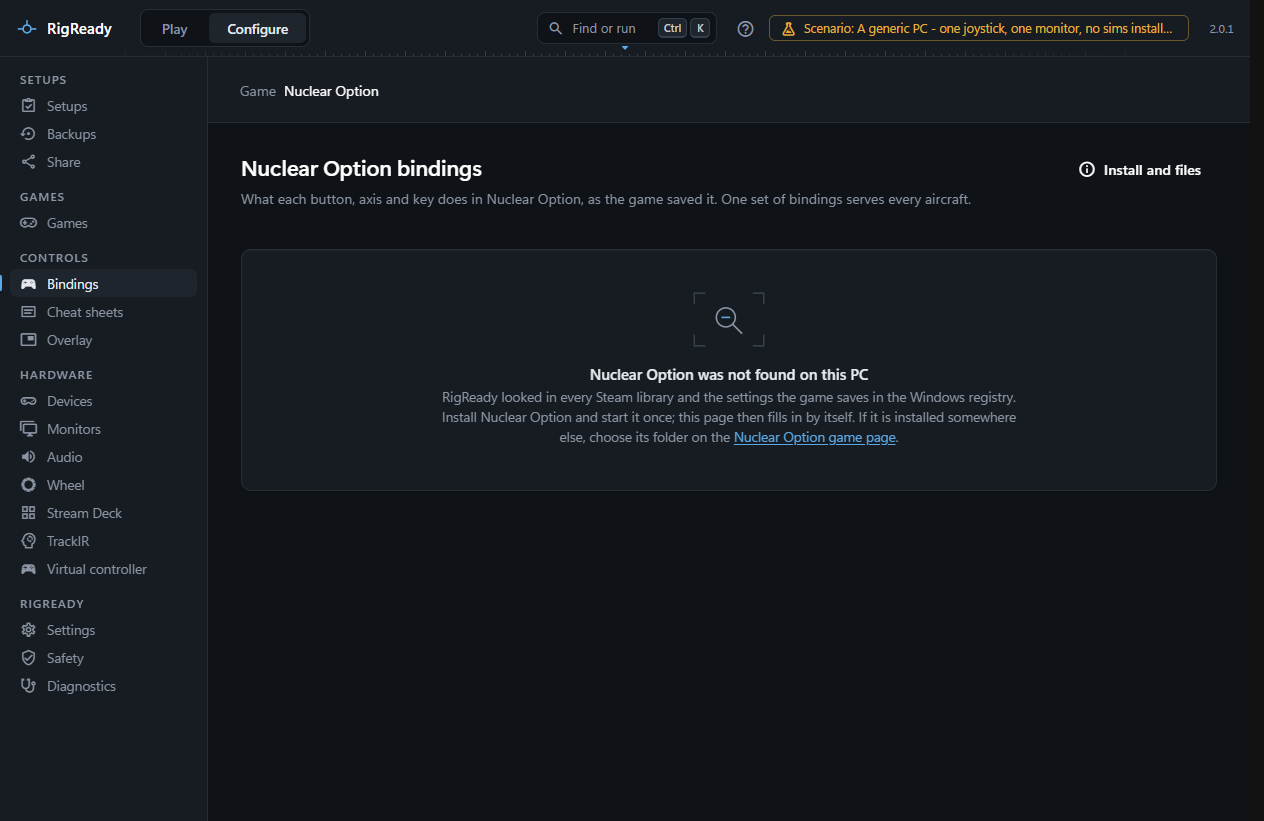 RigReady
Play
Configure
Find or run
Ctrl
K
Scenario: A generic PC - one joystick, one monitor, no sims install...
2.0.1
SETUPS
Setups
Backups
Share
GAMES
Games
CONTROLS
Bindings
Cheat sheets
Overlay
HARDWARE
Devices
Monitors
Audio
Wheel
Stream Deck
TrackIR
Virtual controller
RIGREADY
Settings
Safety
Diagnostics
Game Nuclear Option
Nuclear Option bindings
Install and files
What each button, axis and key does in Nuclear Option, as the game saved it. One set of bindings serves every aircraft.
Nuclear Option was not found on this PC
RigReady looked in every Steam library and the settings the game saves in the Windows registry.
Install Nuclear Option and start it once; this page then fills in by itself. If it is installed somewhere
else, choose its folder on the Nuclear Option game page.